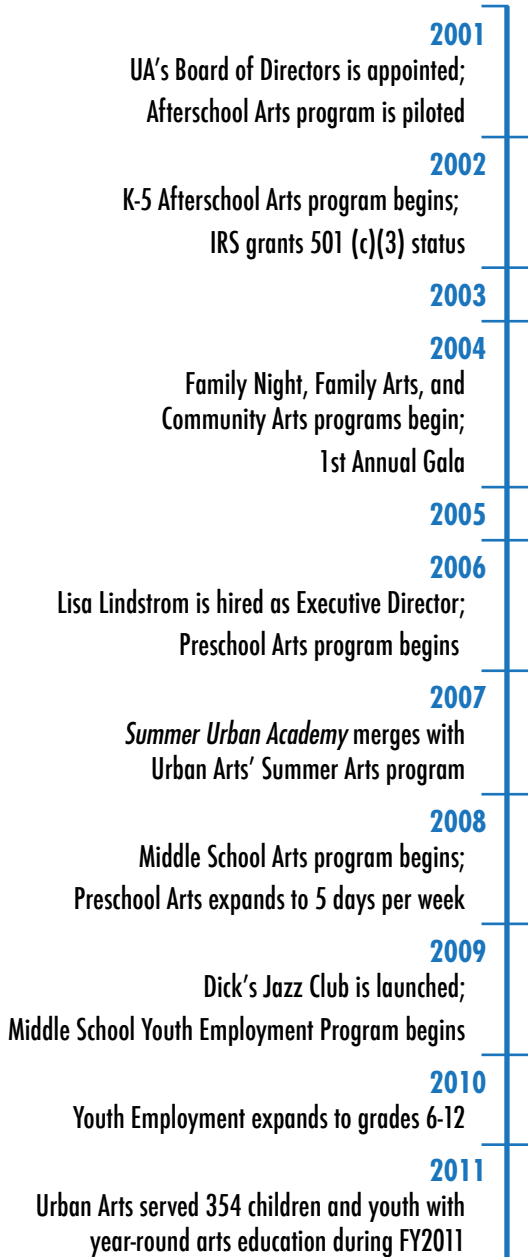 2001
UA’s Board of Directors is appointed;
Afterschool Arts program is piloted
2002
K-5 Afterschool Arts program begins;
IRS grants 501 (c)(3) status
2003
2004
Family Night, Family Arts, and
Community Arts programs begin;
1st Annual Gala
2005
2006
Lisa Lindstrom is hired as Executive Director;
Preschool Arts program begins
2007
Summer Urban Academy merges with
Urban Arts’ Summer Arts program
2008
Middle School Arts program begins;
Preschool Arts expands to 5 days per week
2009
Dick’s Jazz Club is launched;
Middle School Youth Employment Program begins
2010
Youth Employment expands to grades 6-12
2011
Urban Arts served 354 children and youth with
year-round arts education during FY2011